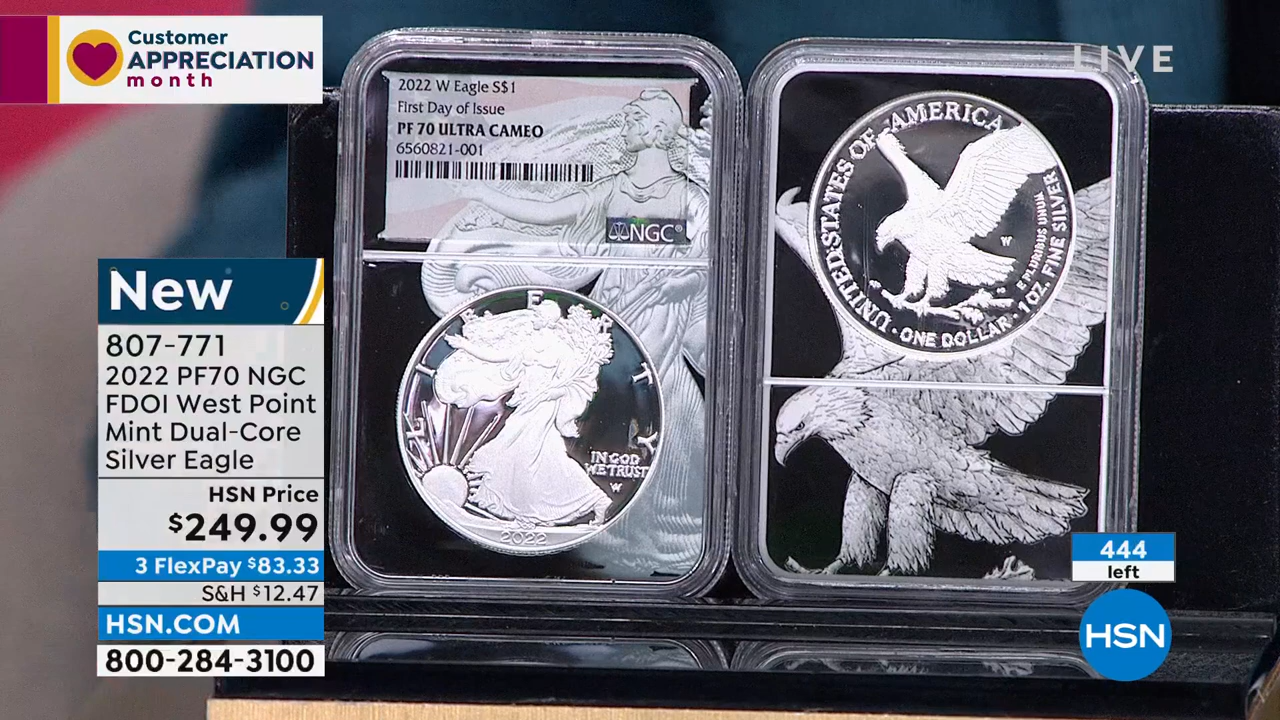 Customer
APPRECIATION
month
LIVE
2022 W Eagle S$1
First Day of Issue
PF 70 ULTRA CAMEO
6560821-001
NGC
LIBERTY
IN GOD
WE TRUST
W
2022
UNITED STATES OF AMERICA
W
E PLURIBUS UNUM
1 OZ. FINE SILVER
ONE DOLLAR
New
807-771
2022 PF70 NGC
FDOI West Point
Mint Dual-Core
Silver Eagle
HSN Price
$249.99
3 FlexPay $83.33
S&H $12.47
HSN.COM
800-284-3100
444
left
HSN